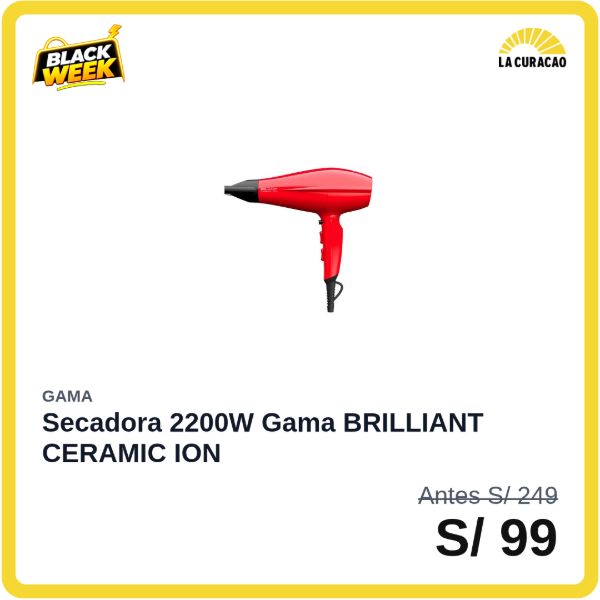 BLACK
WEEK
LA CURACAO
GAMA
Secadora 2200W Gama BRILLIANT
CERAMIC ION
Antes S/ 249
S/ 99